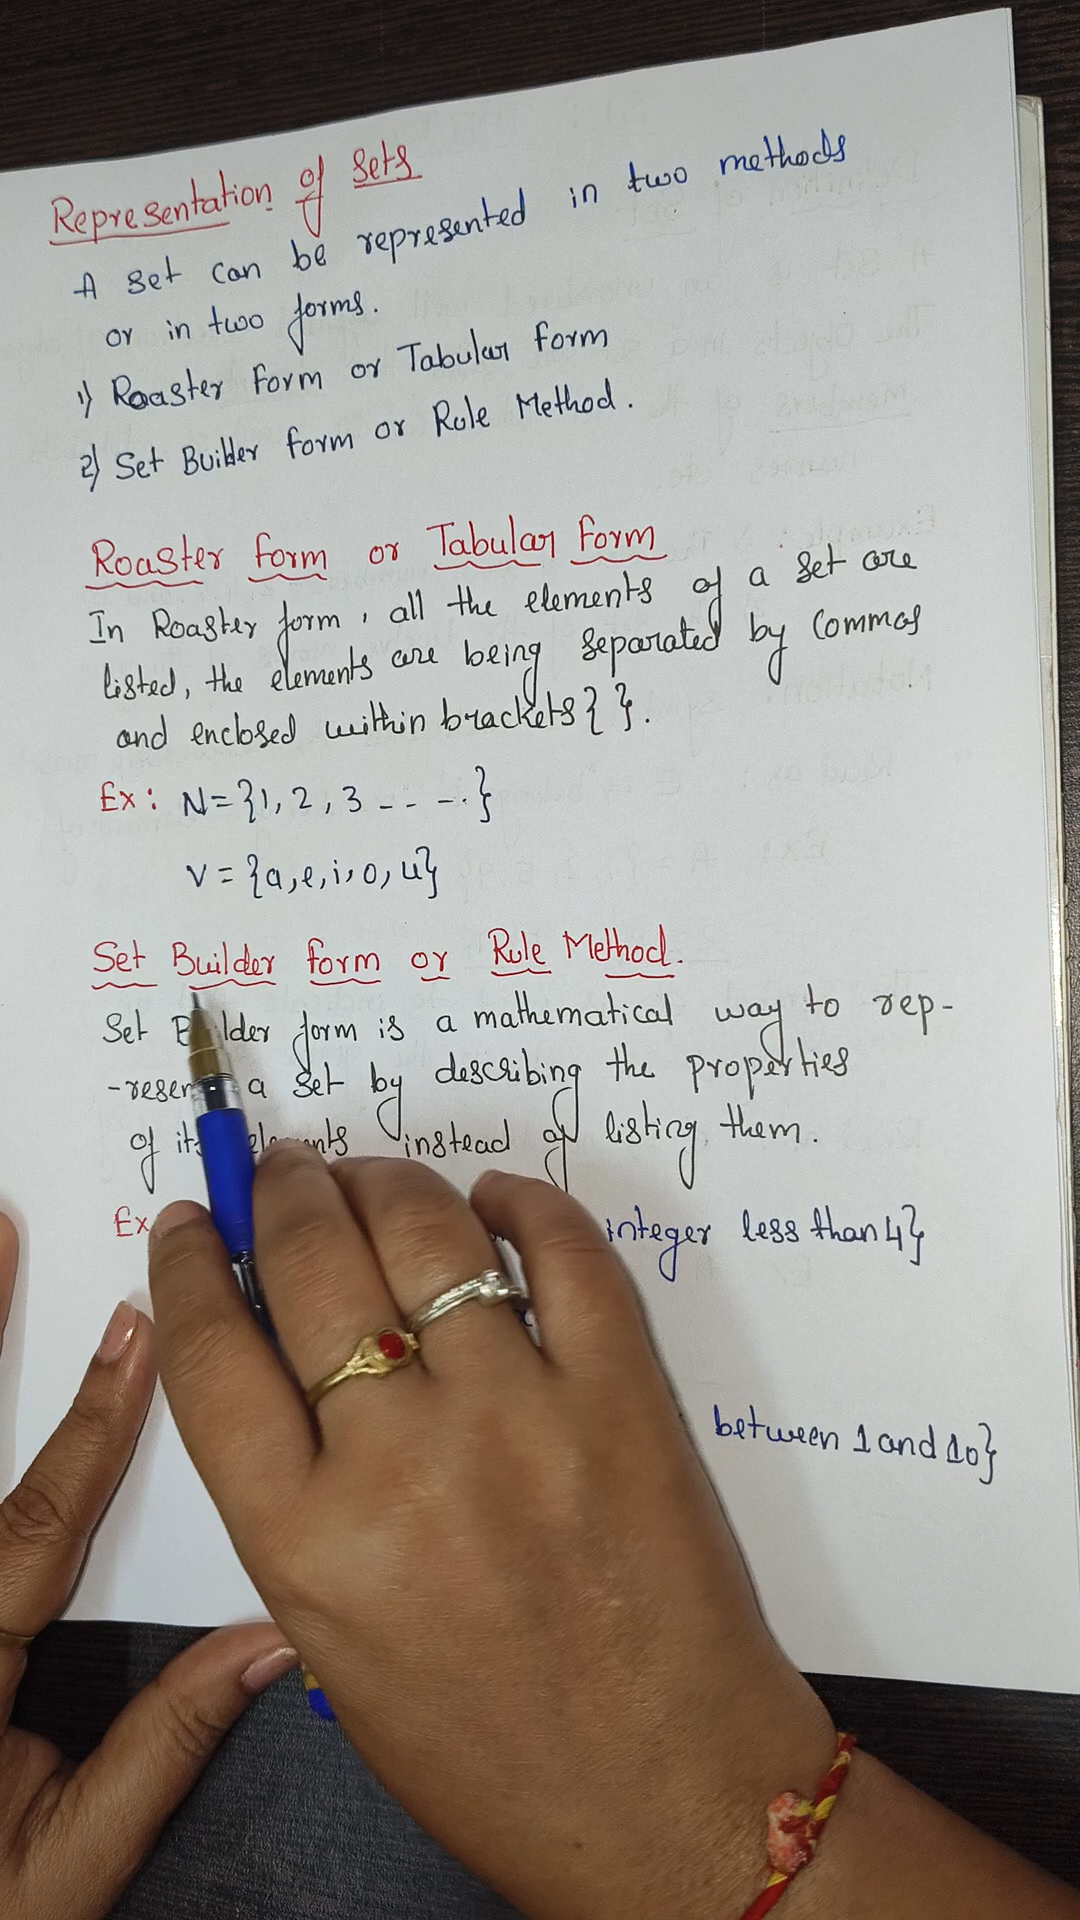 Representation of sets
A set can be represented in two methods
or in two forms.
1) Roaster form or Tabular form
2) Set Builder form or Rule Method.
Roaster form or Tabular form
In Roaster form, all the elements of a set are
listed, the elements are being separated by commas
and enclosed within brackets { }.
Ex: N={1, 2, 3 - - - .}
V = {a, e, i, o, u}
Set Builder form or Rule Method.
Set Builder form is a mathematical way to rep-
-resent a set by describing the properties
of its elements instead of listing them.
Ex integer less than 4}
between 1 and 10}